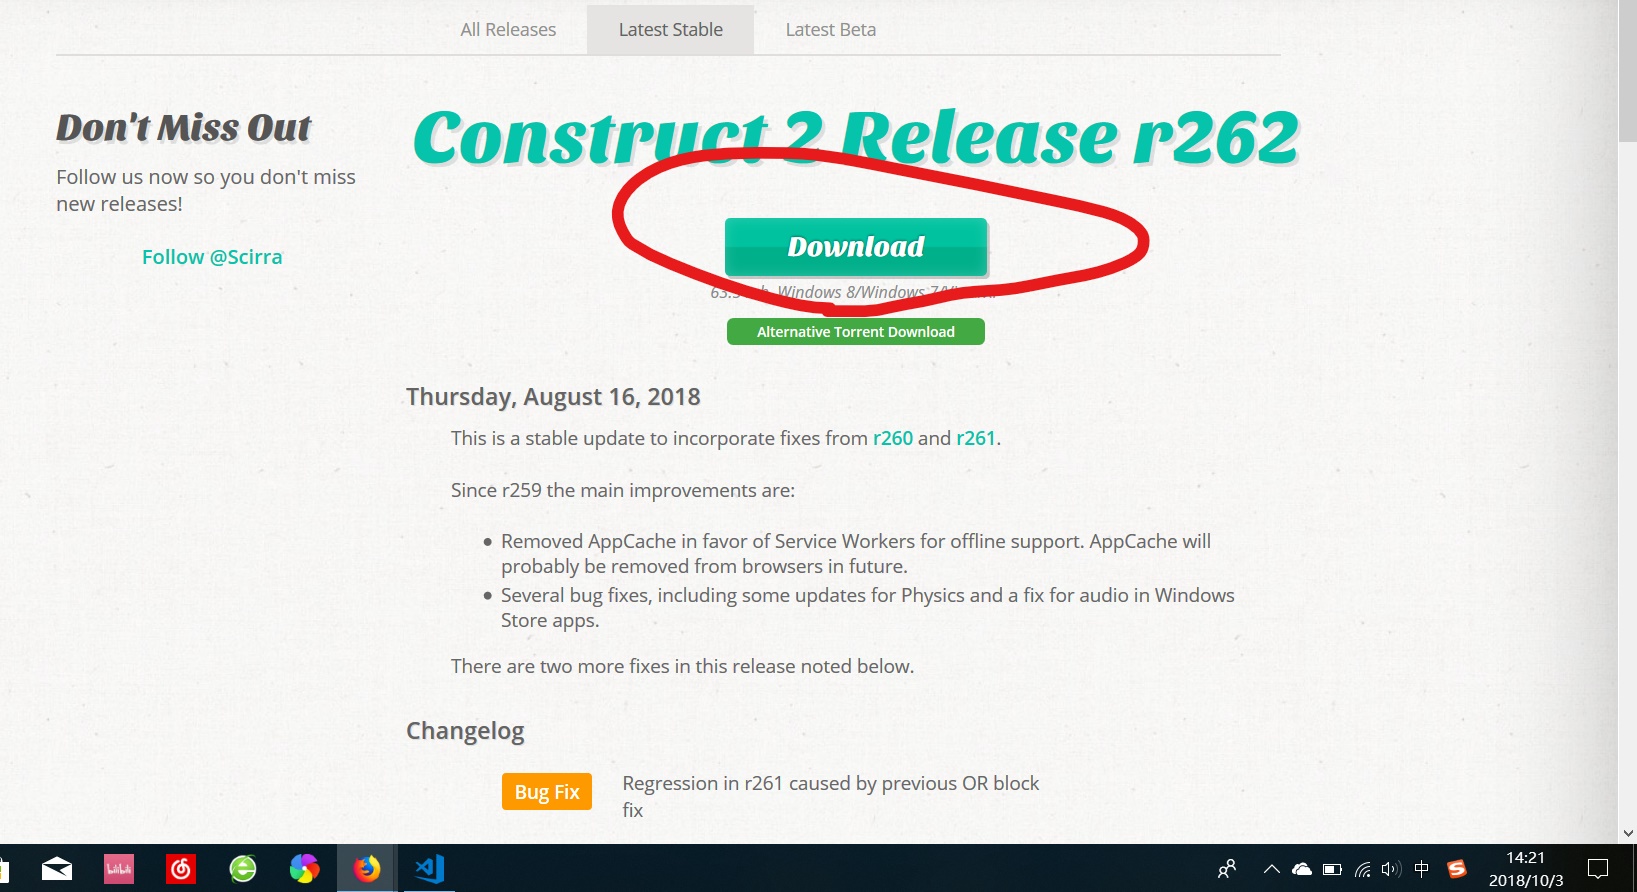 All Releases
Latest Stable
Latest Beta
Don't Miss Out
Follow us now so you don't miss
new releases!
Follow @Scirra
Construct 2 Release r262
Download
Windows 8/Windows
Alternative Torrent Download
Thursday, August 16, 2018
This is a stable update to incorporate fixes from r260 and r261.
Since r259 the main improvements are:
Removed AppCache in favor of Service Workers for offline support. AppCache will
probably be removed from browsers in future.
Several bug fixes, including some updates for Physics and a fix for audio in Windows
Store apps.
There are two more fixes in this release noted below.
Changelog
Bug Fix
Regression in r261 caused by previous OR block
fix
bilibili
中
14:21
2018/10/3